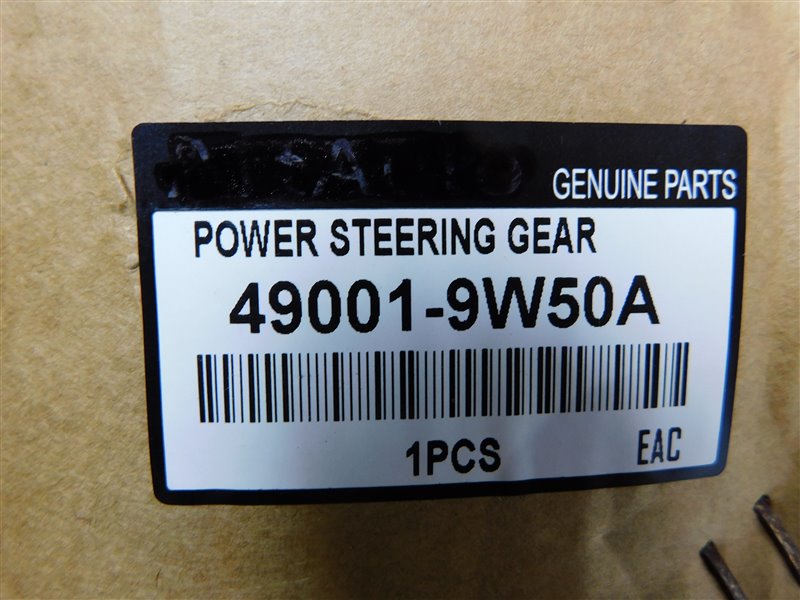 GENUINE PARTS
POWER STEERING GEAR
49001-9W50A
1PCS
EAC